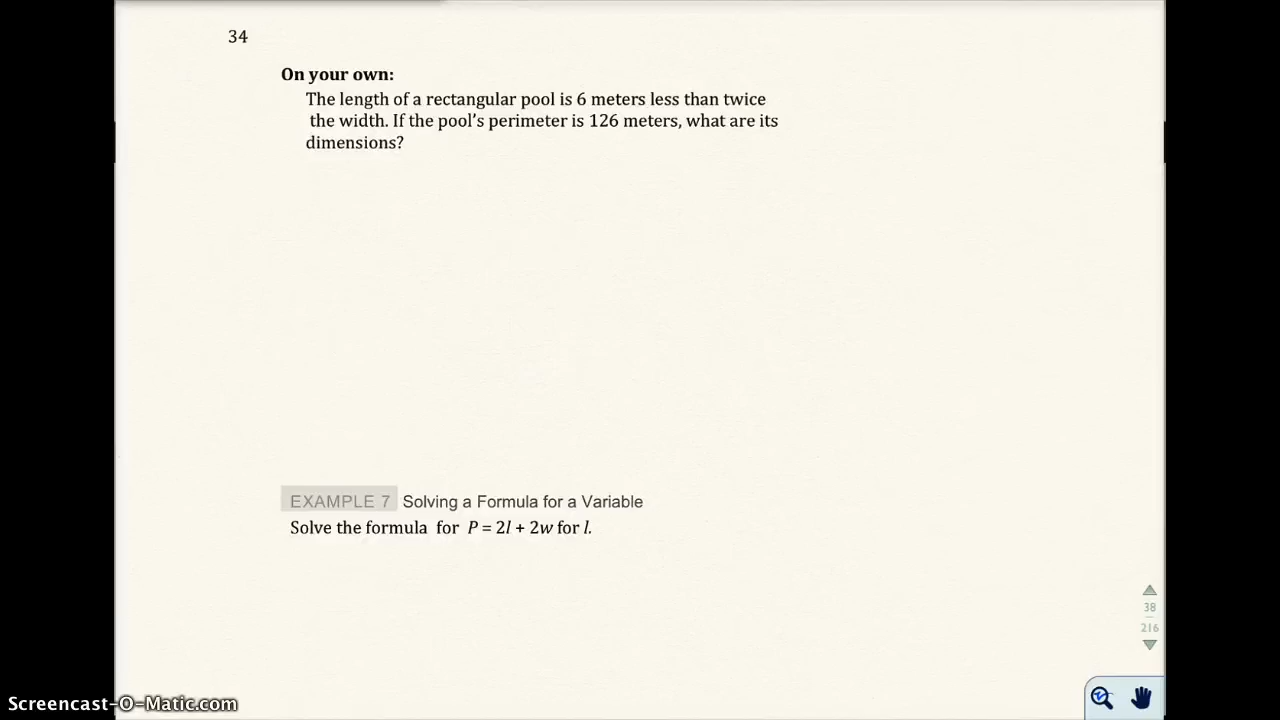 34
On your own:
The length of a rectangular pool is 6 meters less than twice
the width. If the pool's perimeter is 126 meters, what are its
dimensions?
EXAMPLE 7 Solving a Formula for a Variable
Solve the formula for P = 2l + 2w for l.
38
216
Screencast-O-Matic.com